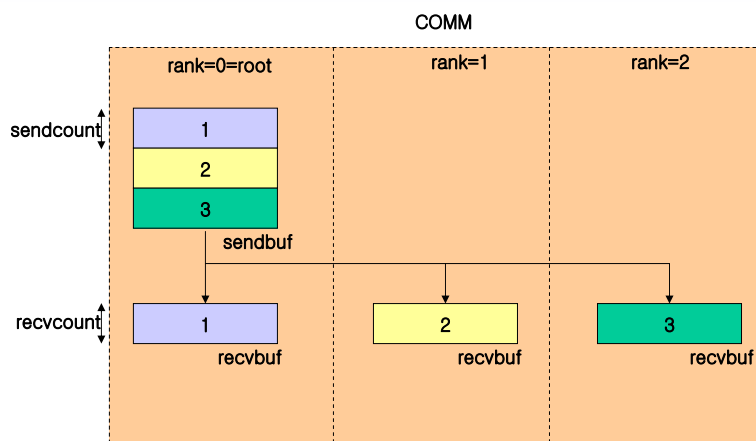 COMM
rank=0=root
rank=1
rank=2
sendcount
1
2
3
sendbuf
recvcount
1
2
3
recvbuf
recvbuf
recvbuf